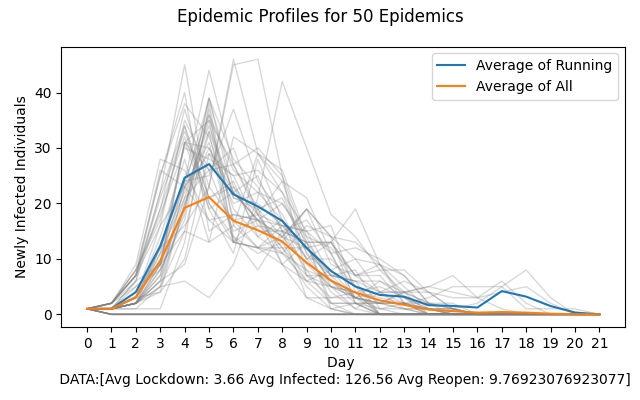 Epidemic Profiles for 50 Epidemics
Average of Running
Average of All
Newly Infected Individuals
40
30
20
10
0
0 1 2 3 4 5 6 7 8 9 10 11 12 13 14 15 16 17 18 19 20 21
Day
DATA:[Avg Lockdown: 3.66 Avg Infected: 126.56 Avg Reopen: 9.76923076923077]